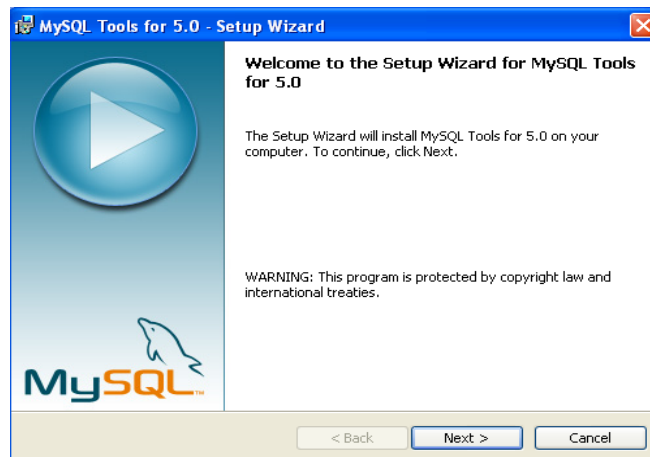 MySQL Tools for 5.0 - Setup Wizard
Welcome to the Setup Wizard for MySQL Tools
for 5.0
The Setup Wizard will install MySQL Tools for 5.0 on your
computer. To continue, click Next.
WARNING: This program is protected by copyright law and
international treaties.
MySQL™
< Back
Next >
Cancel